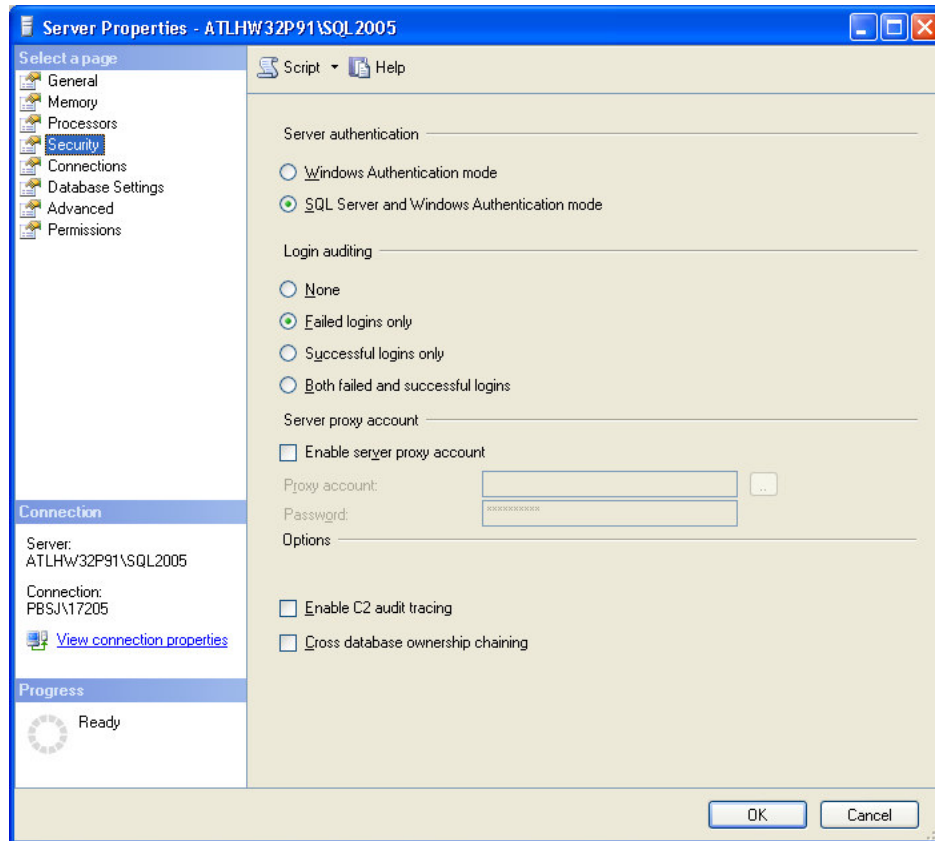 Server Properties - ATLHW32P91\SQL2005
Select a page
General
Memory
Processors
Security
Connections
Database Settings
Advanced
Permissions
Connection
Server:
ATLHW32P91\SQL2005
Connection:
PBSJ\17205
View connection properties
Progress
Ready
Script Help
Server authentication
Windows Authentication mode
SQL Server and Windows Authentication mode
Login auditing
None
Failed logins only
Successful logins only
Both failed and successful logins
Server proxy account
Enable server proxy account
Proxy account:
..
Password: xxxxxxxxxx
Options
Enable C2 audit tracing
Cross database ownership chaining
OK Cancel